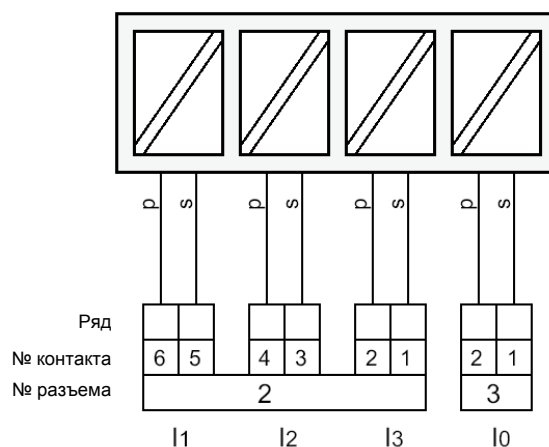 p s p s p s p s
Ряд
№ контакта 6 5 4 3 2 1 2 1
№ разъема 2 3
I1 I2 I3 I0